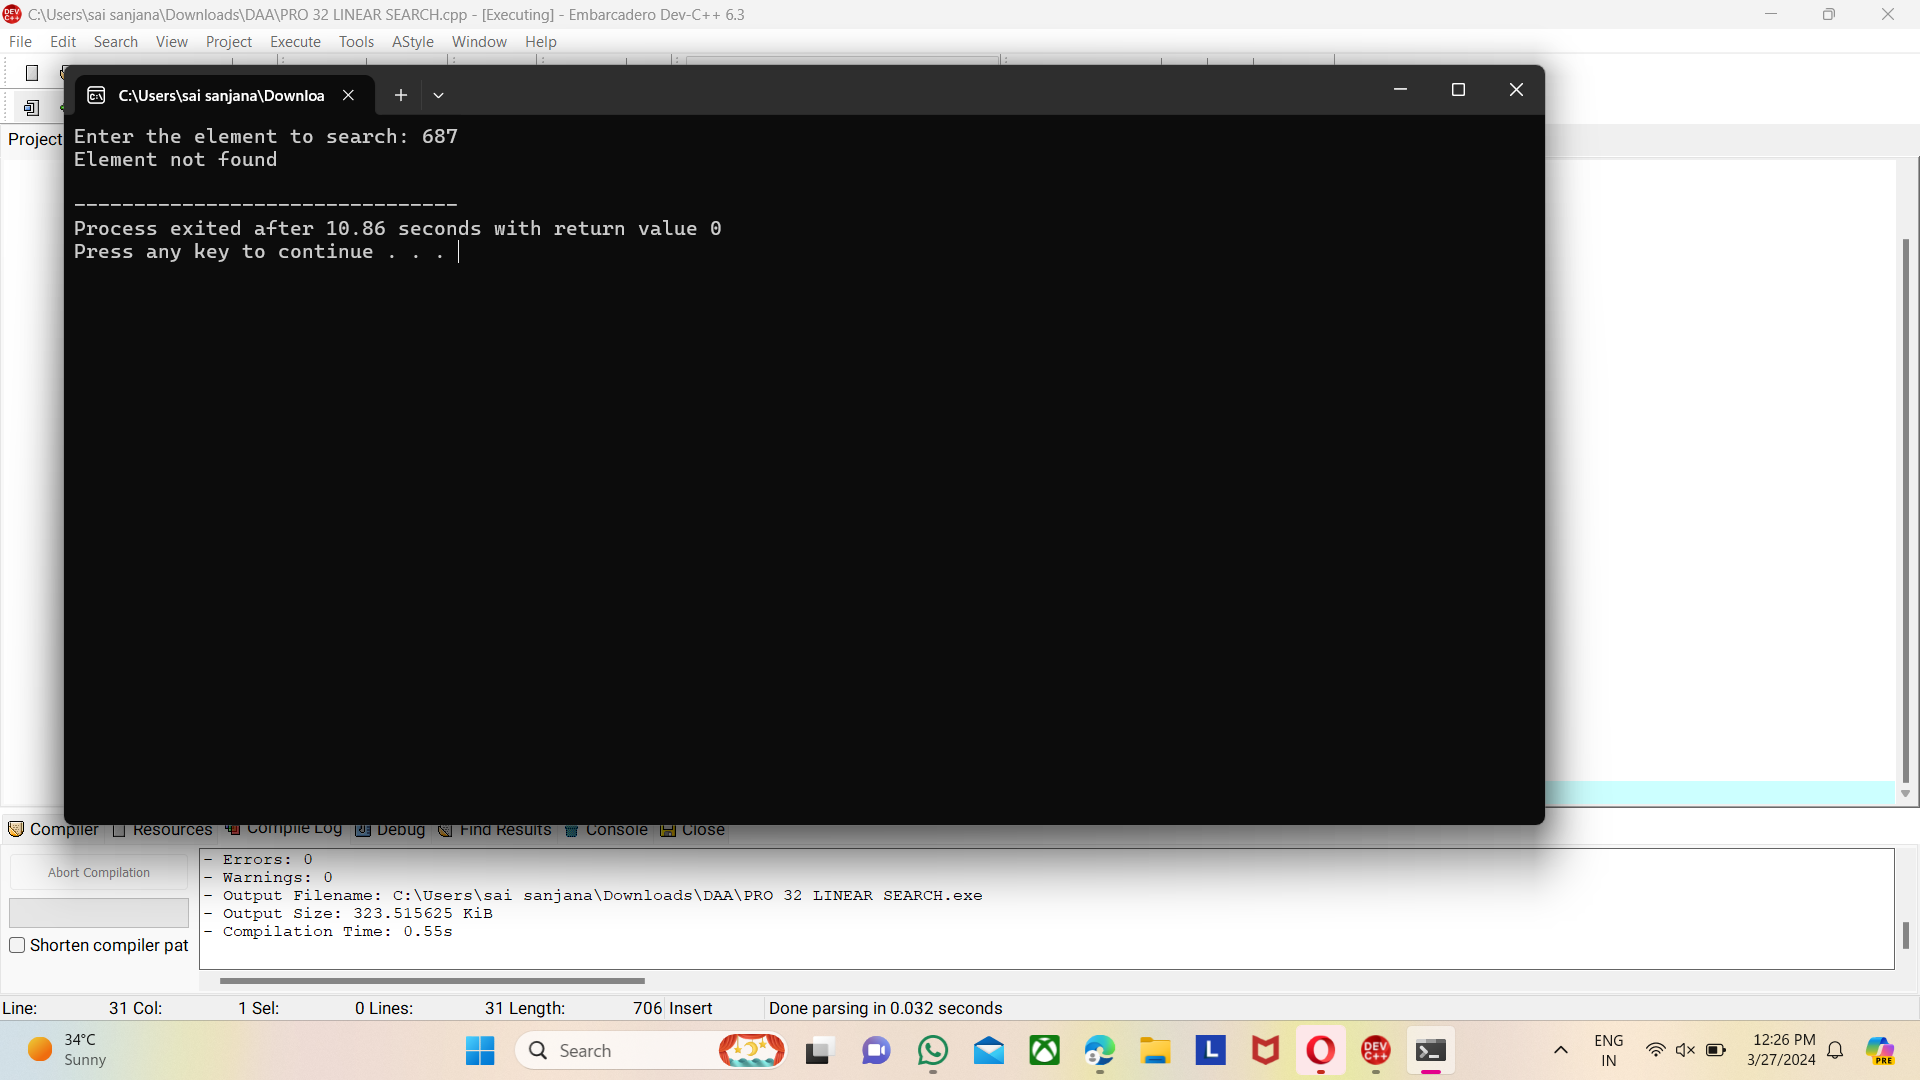 C:\Users\sai sanjana\Downloads\DAA\PRO 32 LINEAR SEARCH.cpp - [Executing] - Embarcadero Dev-C++ 6.3
File Edit Search View Project Execute Tools AStyle Window Help
C:\Users\sai sanjana\Downloa
Project
Enter the element to search: 687
Element not found
--------------------------------
Process exited after 10.86 seconds with return value 0
Press any key to continue . . .
Compiler Resources Compile Log Debug Find Results Console Close
Abort Compilation
Shorten compiler pat
- Errors: 0
- Warnings: 0
- Output Filename: C:\Users\sai sanjana\Downloads\DAA\PRO 32 LINEAR SEARCH.exe
- Output Size: 323.515625 KiB
- Compilation Time: 0.55s
Line: 31 Col: 1 Sel: 0 Lines: 31 Length: 706 Insert Done parsing in 0.032 seconds
34°C
Sunny
Search
L
DEV C++
ENG
IN
12:26 PM
3/27/2024
PRE